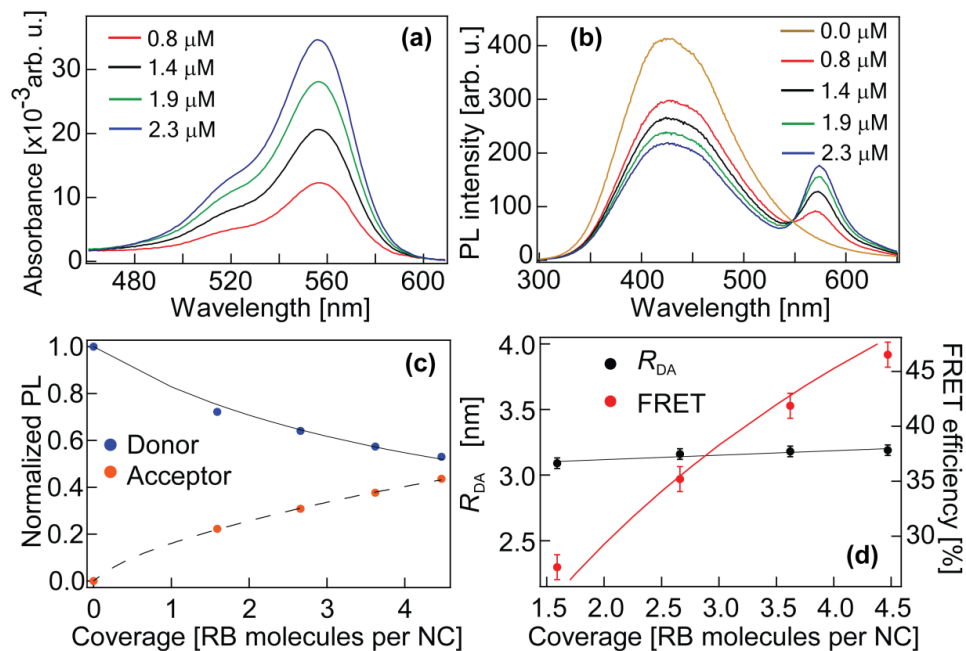 (a)
0.8 μM
1.4 μM
1.9 μM
2.3 μM
Absorbance [x10⁻³arb. u.]
30
20
10
0
480
520
560
600
Wavelength [nm]
(b)
0.0 μM
0.8 μM
1.4 μM
1.9 μM
2.3 μM
PL intensity [arb. u.]
400
300
200
100
0
300
400
500
600
Wavelength [nm]
(c)
Normalized PL
1.0
0.8
0.6
0.4
0.2
0.0
Donor
Acceptor
0
1
2
3
4
Coverage [RB molecules per NC]
(d)
R_DA
FRET
R_DA [nm]
4.0
3.5
3.0
2.5
FRET efficiency [%]
45
40
35
30
1.5
2.0
2.5
3.0
3.5
4.0
4.5
Coverage [RB molecules per NC]